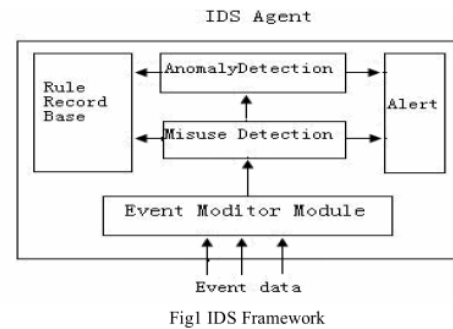 IDS Agent
AnomalyDetection
Rule
Record
Base
Alert
Misuse Detection
Event Moditor Module
Event data
Fig1 IDS Framework